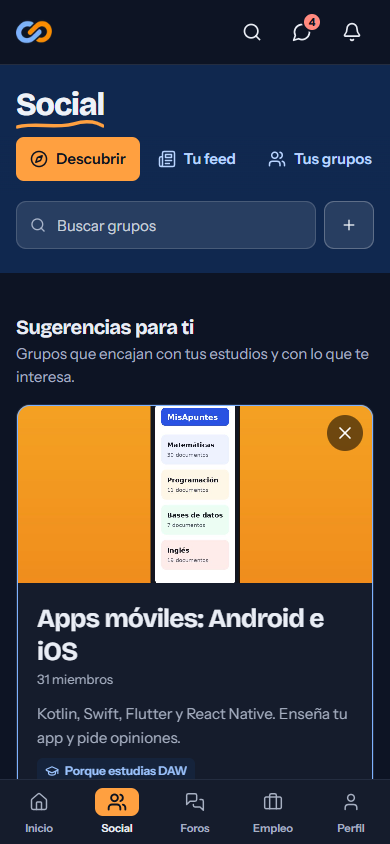 4
Social
Descubrir
Tu feed
Tus grupos
Buscar grupos
Sugerencias para ti
Grupos que encajan con tus estudios y con lo que te
interesa.
MisApuntes
Matemáticas
30 documentos
Programación
11 documentos
Bases de datos
7 documentos
Inglés
16 documentos
Apps móviles: Android e
iOS
31 miembros
Kotlin, Swift, Flutter y React Native. Enseña tu
app y pide opiniones.
Porque estudias DAW
Inicio
Social
Foros
Empleo
Perfil